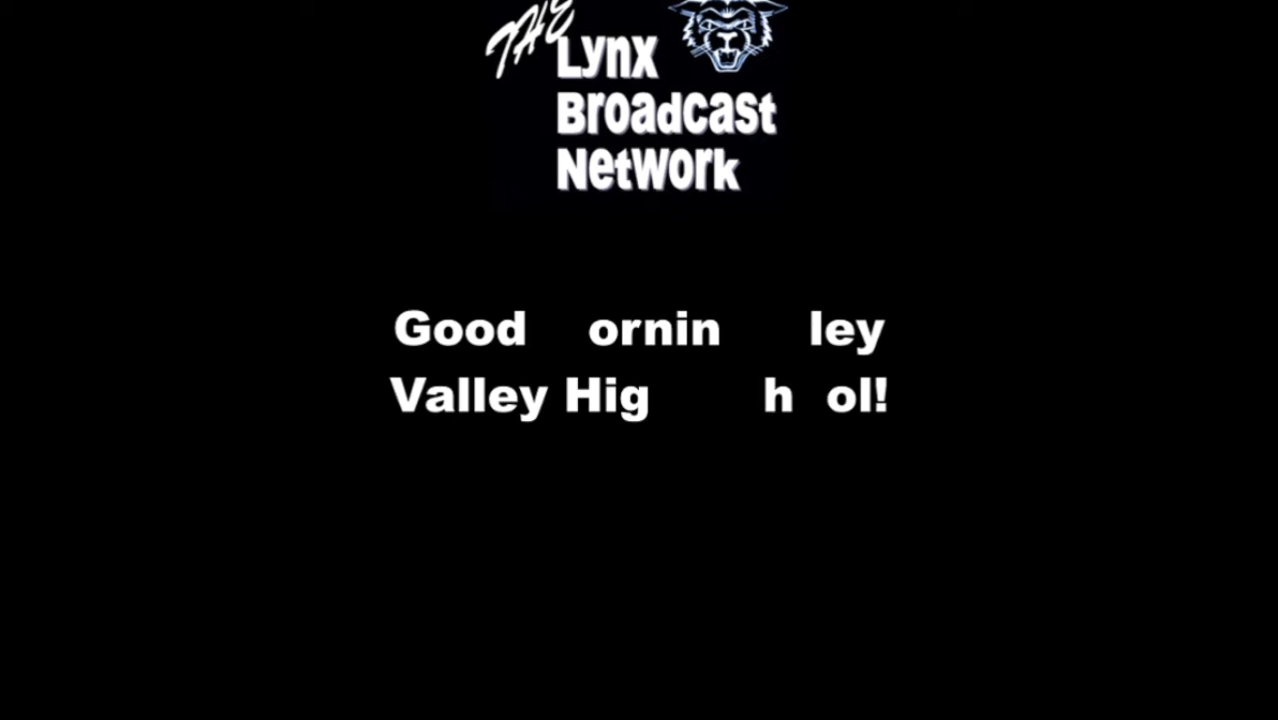 THE
Lynx
Broadcast
Network
Good ornin ley
Valley Hig h ol!